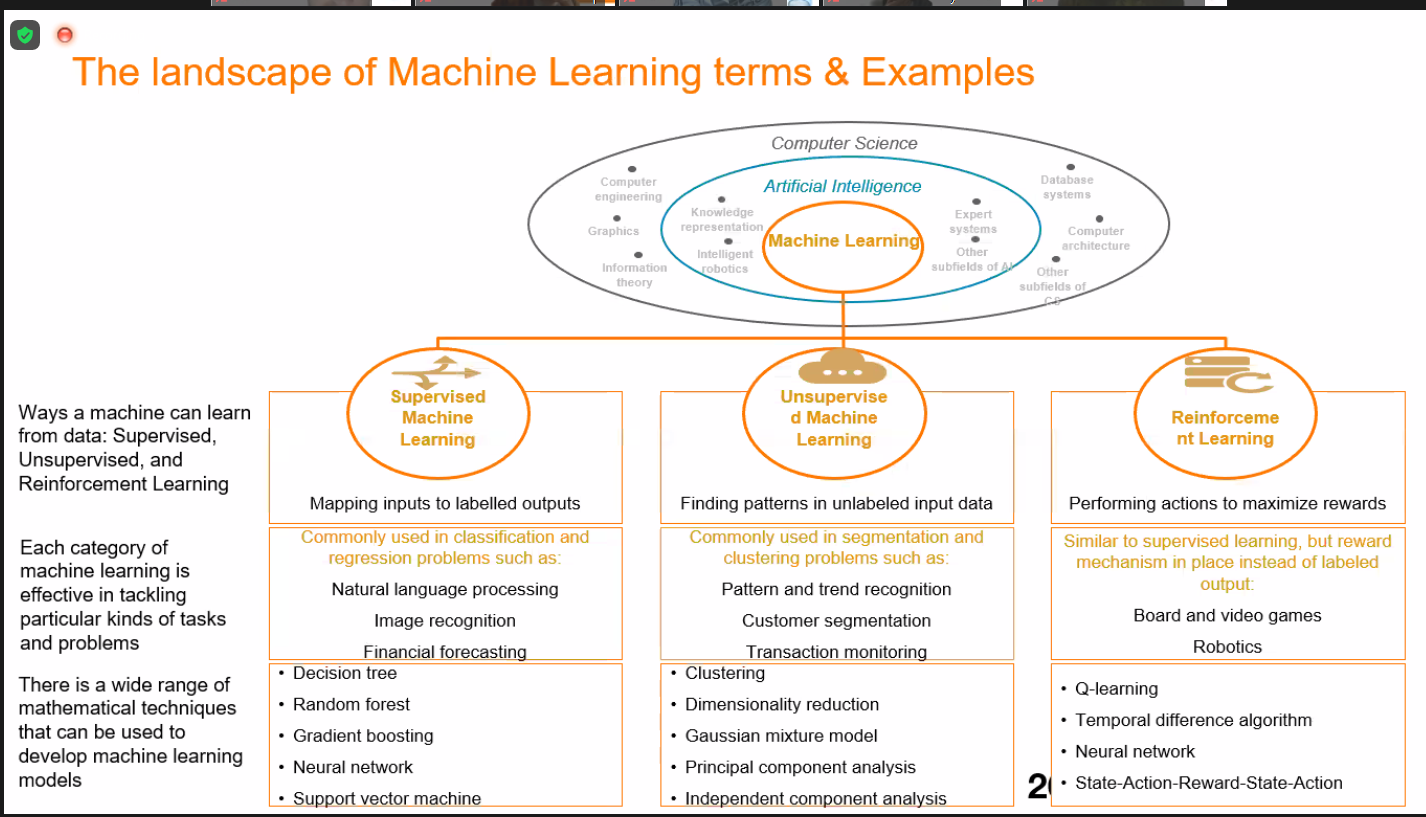 The landscape of Machine Learning terms & Examples
Computer Science
Artificial Intelligence
Machine Learning
Computer
engineering
Graphics
Information
theory
Knowledge
representation
Intelligent
robotics
Expert
systems
Other
subfields of AI
Database
systems
Computer
architecture
Other
subfields of
CS
Ways a machine can learn
from data: Supervised,
Unsupervised, and
Reinforcement Learning
Supervised
Machine
Learning
Mapping inputs to labelled outputs
Unsupervise
d Machine
Learning
Finding patterns in unlabeled input data
Reinforceme
nt Learning
Performing actions to maximize rewards
Each category of
machine learning is
effective in tackling
particular kinds of tasks
and problems
Commonly used in classification and
regression problems such as:
Natural language processing
Image recognition
Financial forecasting
Commonly used in segmentation and
clustering problems such as:
Pattern and trend recognition
Customer segmentation
Transaction monitoring
Similar to supervised learning, but reward
mechanism in place instead of labeled
output:
Board and video games
Robotics
There is a wide range of
mathematical techniques
that can be used to
develop machine learning
models
• Decision tree
• Random forest
• Gradient boosting
• Neural network
• Support vector machine
• Clustering
• Dimensionality reduction
• Gaussian mixture model
• Principal component analysis
• Independent component analysis
• Q-learning
• Temporal difference algorithm
• Neural network
• State-Action-Reward-State-Action